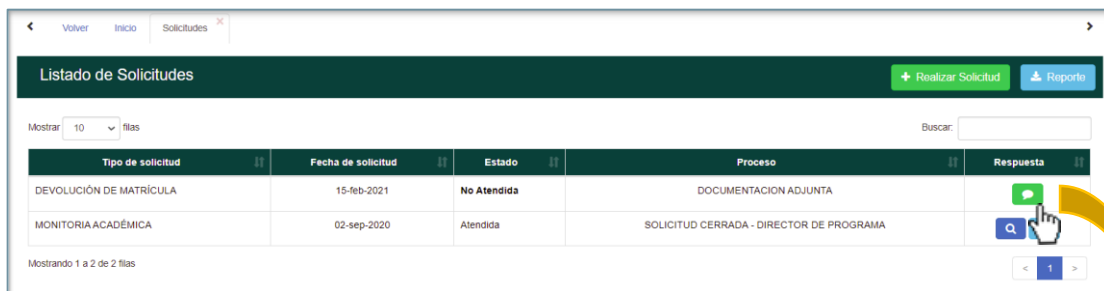 Volver Inicio Solicitudes
Listado de Solicitudes + Realizar Solicitud Reporte
Mostrar 10 filas Buscar:
Tipo de solicitud Fecha de solicitud Estado Proceso Respuesta
DEVOLUCIÓN DE MATRÍCULA 15-feb-2021 No Atendida DOCUMENTACION ADJUNTA
MONITORIA ACADÉMICA 02-sep-2020 Atendida SOLICITUD CERRADA - DIRECTOR DE PROGRAMA
Mostrando 1 a 2 de 2 filas < 1 >